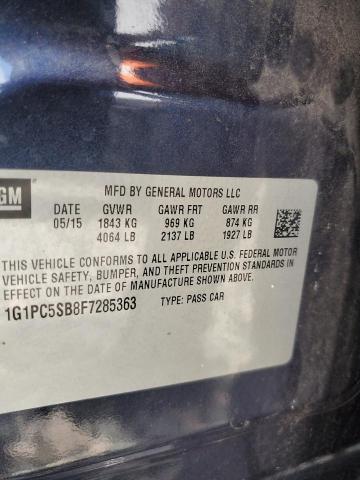 GM
MFD BY GENERAL MOTORS LLC
DATE GVWR GAWR FRT GAWR RR
05/15 1843 KG 969 KG 874 KG
4064 LB 2137 LB 1927 LB
THIS VEHICLE CONFORMS TO ALL APPLICABLE U.S. FEDERAL MOTOR
VEHICLE SAFETY, BUMPER, AND THEFT PREVENTION STANDARDS IN
EFFECT ON THE DATE OF MANUFACTURE SHOWN ABOVE.
1G1PC5SB8F7285363 TYPE: PASS CAR